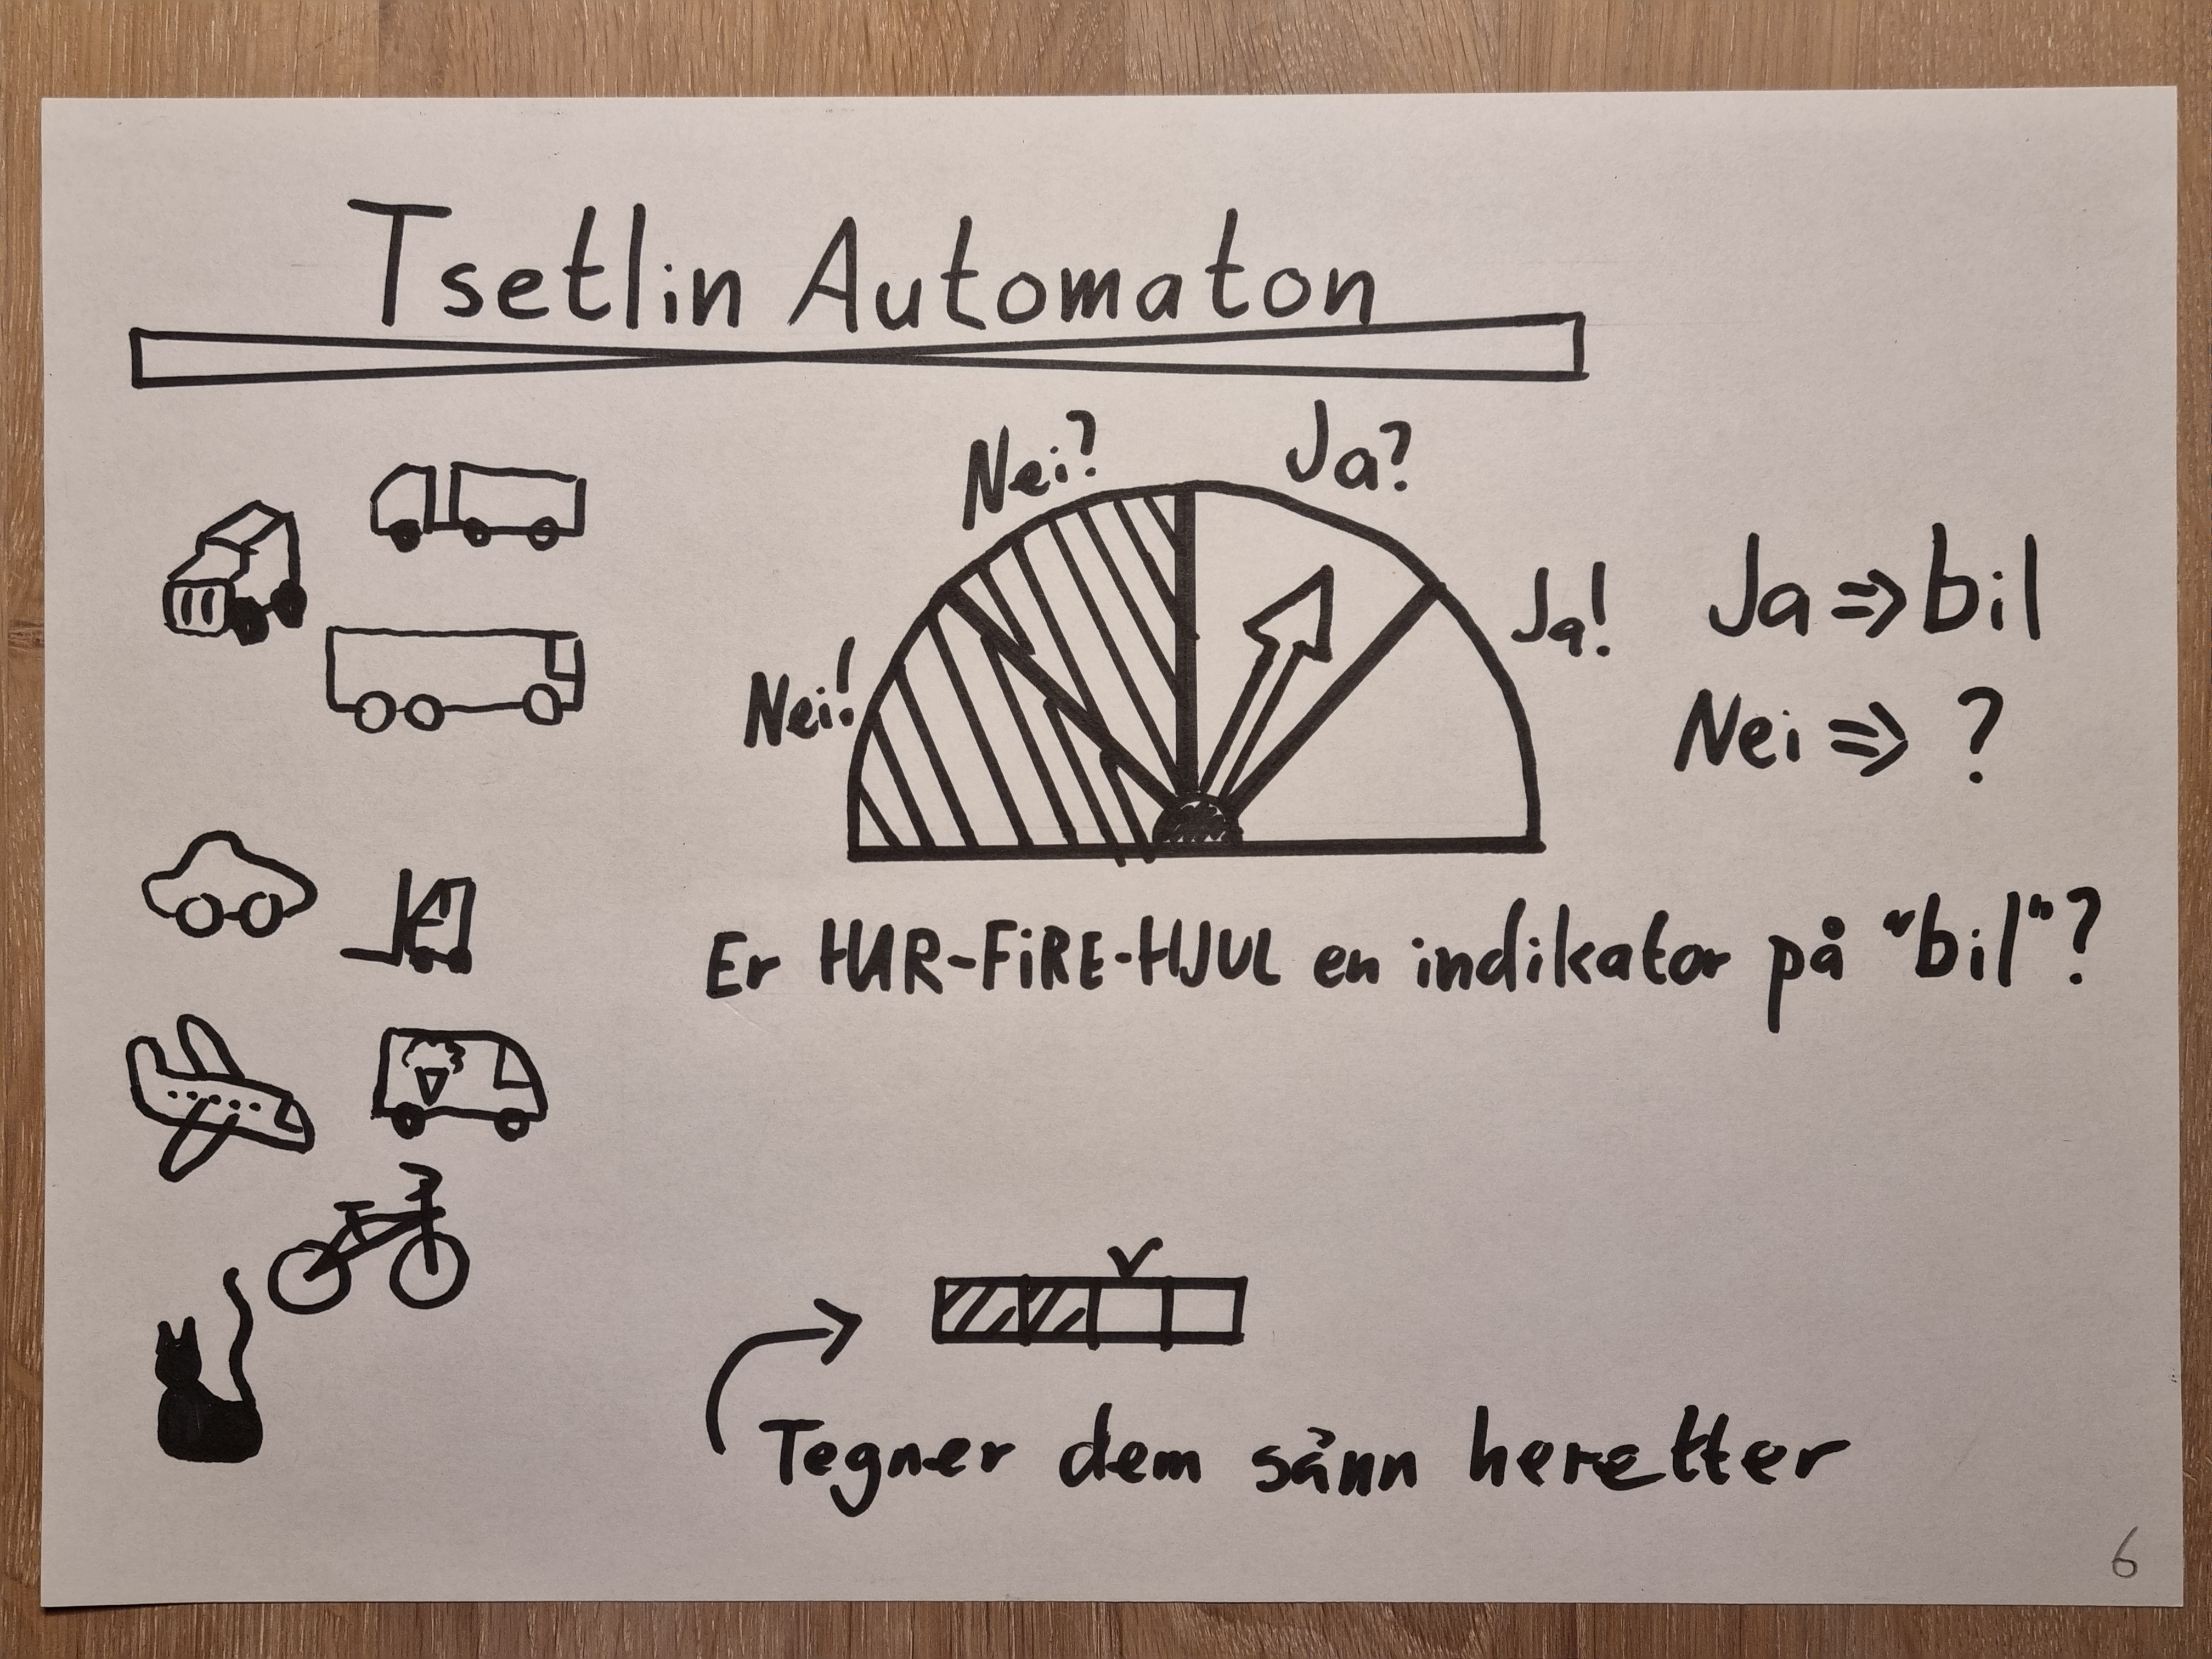 Tsetlin Automaton
Nei!
Nei?
Ja?
Ja!
Ja => bil
Nei => ?
Er HAR-FiRE-HJUL en indikator på "bil"?
Tegner dem sånn heretter
6